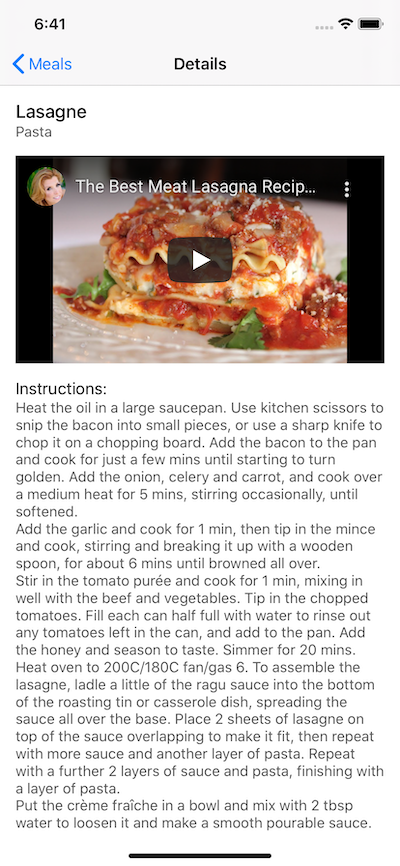 6:41
Meals
Details
Lasagne
Pasta
The Best Meat Lasagna Recip...
Instructions:
Heat the oil in a large saucepan. Use kitchen scissors to
snip the bacon into small pieces, or use a sharp knife to
chop it on a chopping board. Add the bacon to the pan
and cook for just a few mins until starting to turn
golden. Add the onion, celery and carrot, and cook over
a medium heat for 5 mins, stirring occasionally, until
softened.
Add the garlic and cook for 1 min, then tip in the mince
and cook, stirring and breaking it up with a wooden
spoon, for about 6 mins until browned all over.
Stir in the tomato purée and cook for 1 min, mixing in
well with the beef and vegetables. Tip in the chopped
tomatoes. Fill each can half full with water to rinse out
any tomatoes left in the can, and add to the pan. Add
the honey and season to taste. Simmer for 20 mins.
Heat oven to 200C/180C fan/gas 6. To assemble the
lasagne, ladle a little of the ragu sauce into the bottom
of the roasting tin or casserole dish, spreading the
sauce all over the base. Place 2 sheets of lasagne on
top of the sauce overlapping to make it fit, then repeat
with more sauce and another layer of pasta. Repeat
with a further 2 layers of sauce and pasta, finishing with
a layer of pasta.
Put the crème fraîche in a bowl and mix with 2 tbsp
water to loosen it and make a smooth pourable sauce.